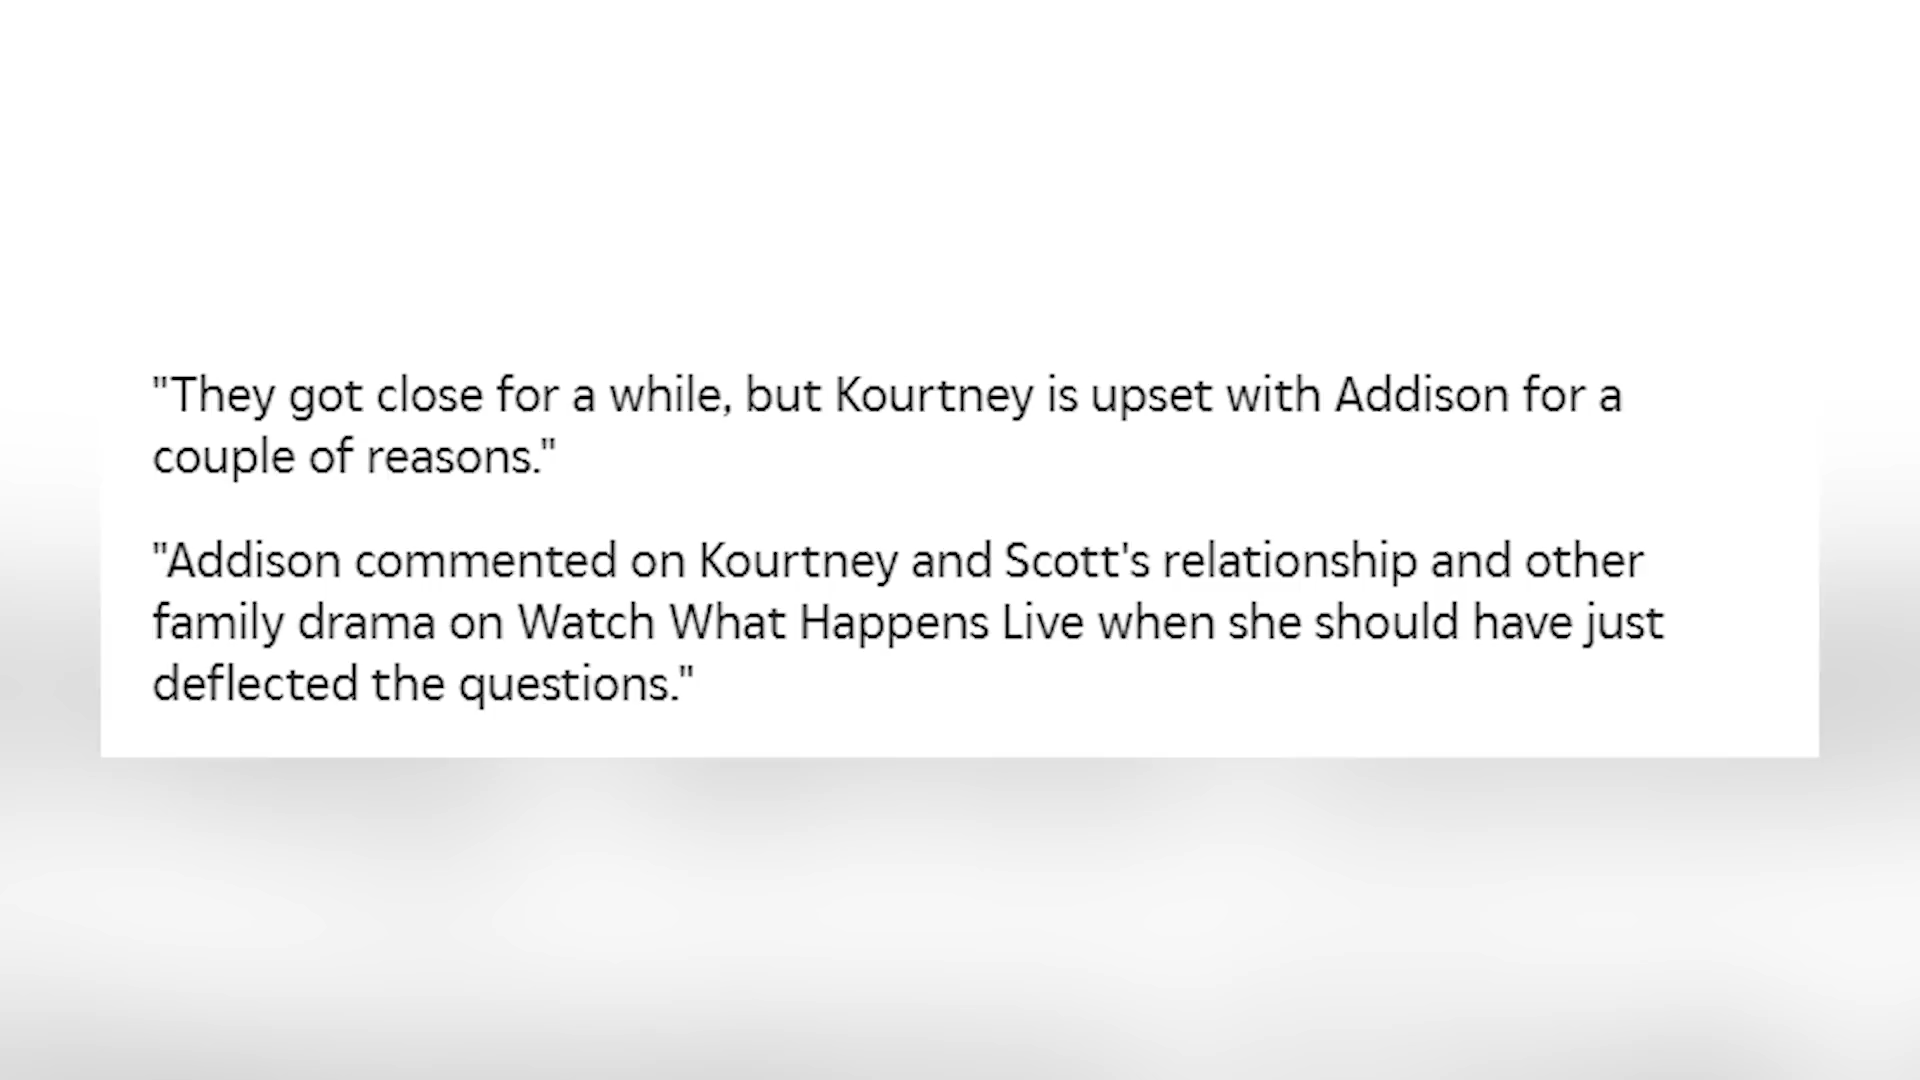 "They got close for a while, but Kourtney is upset with Addison for a
couple of reasons."
"Addison commented on Kourtney and Scott's relationship and other
family drama on Watch What Happens Live when she should have just
deflected the questions."